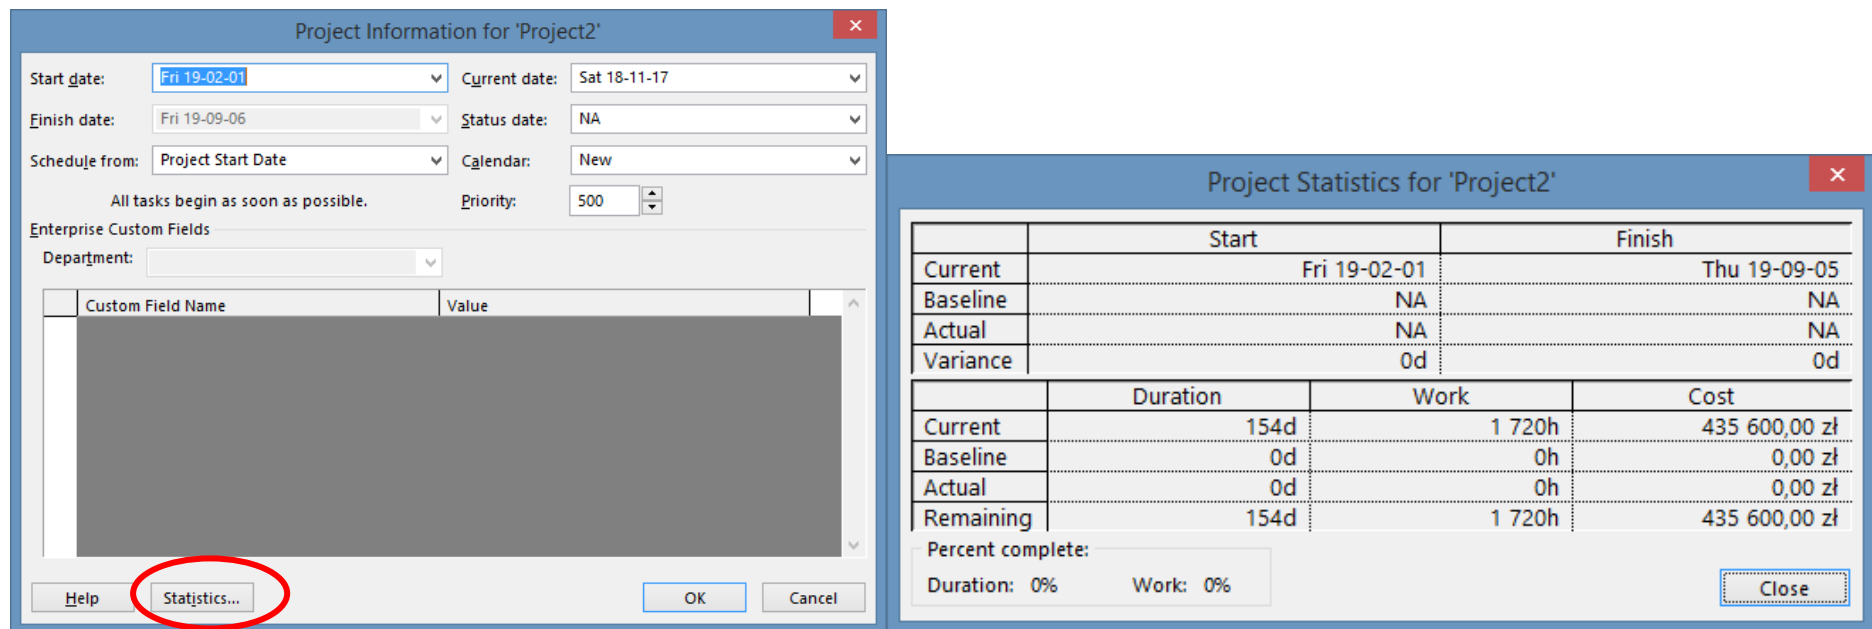 Project Information for 'Project2'
Start date: Fri 19-02-01 Current date: Sat 18-11-17
Finish date: Fri 19-09-06 Status date: NA
Schedule from: Project Start Date Calendar: New
All tasks begin as soon as possible. Priority: 500
Enterprise Custom Fields
Department:
Custom Field Name Value
Help Statistics... OK Cancel
Project Statistics for 'Project2'
Start Finish
Current Fri 19-02-01 Thu 19-09-05
Baseline NA NA
Actual NA NA
Variance 0d 0d
Duration Work Cost
Current 154d 1 720h 435 600,00 zł
Baseline 0d 0h 0,00 zł
Actual 0d 0h 0,00 zł
Remaining 154d 1 720h 435 600,00 zł
Percent complete:
Duration: 0% Work: 0%
Close